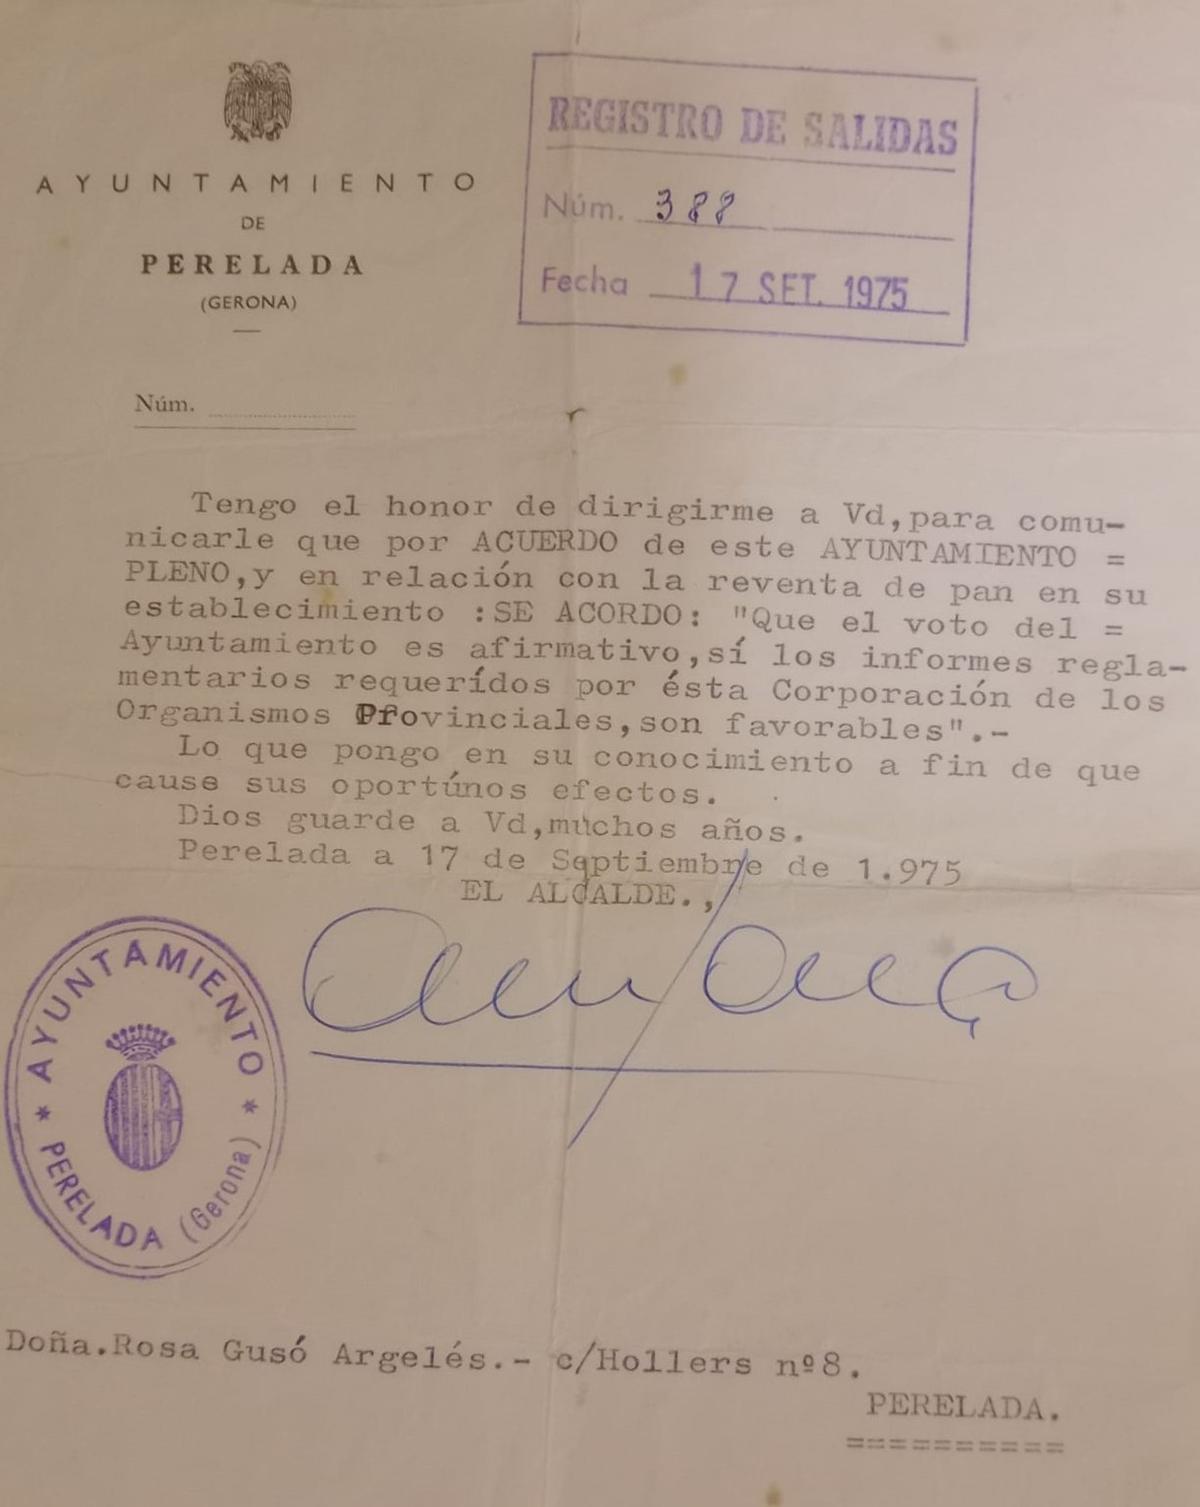 AYUNTAMIENTO
DE
PERELADA
(GERONA)
REGISTRO DE SALIDAS
Núm. 388
Fecha 17 SET. 1975
Núm.
Tengo el honor de dirigirme a Vd,para comu-
nicarle que por ACUERDO de este AYUNTAMIENTO =
PLENO,y en relación con la reventa de pan en su
establecimiento :SE ACORDO: "Que el voto del =
Ayuntamiento es afirmativo,sí los informes regla-
mentarios requerídos por ésta Corporación de los
Organismos Provinciales,son favorables".-
Lo que pongo en su conocimiento a fin de que
cause sus oportúnos efectos.
Dios guarde a Vd,muchos años.
Perelada a 17 de Septiembre de 1.975
EL ALCALDE.,
AYUNTAMIENTO
* PERELADA (Gerona) *
Doña.Rosa Gusó Argelés.- c/Hollers nº8.
PERELADA.
==========